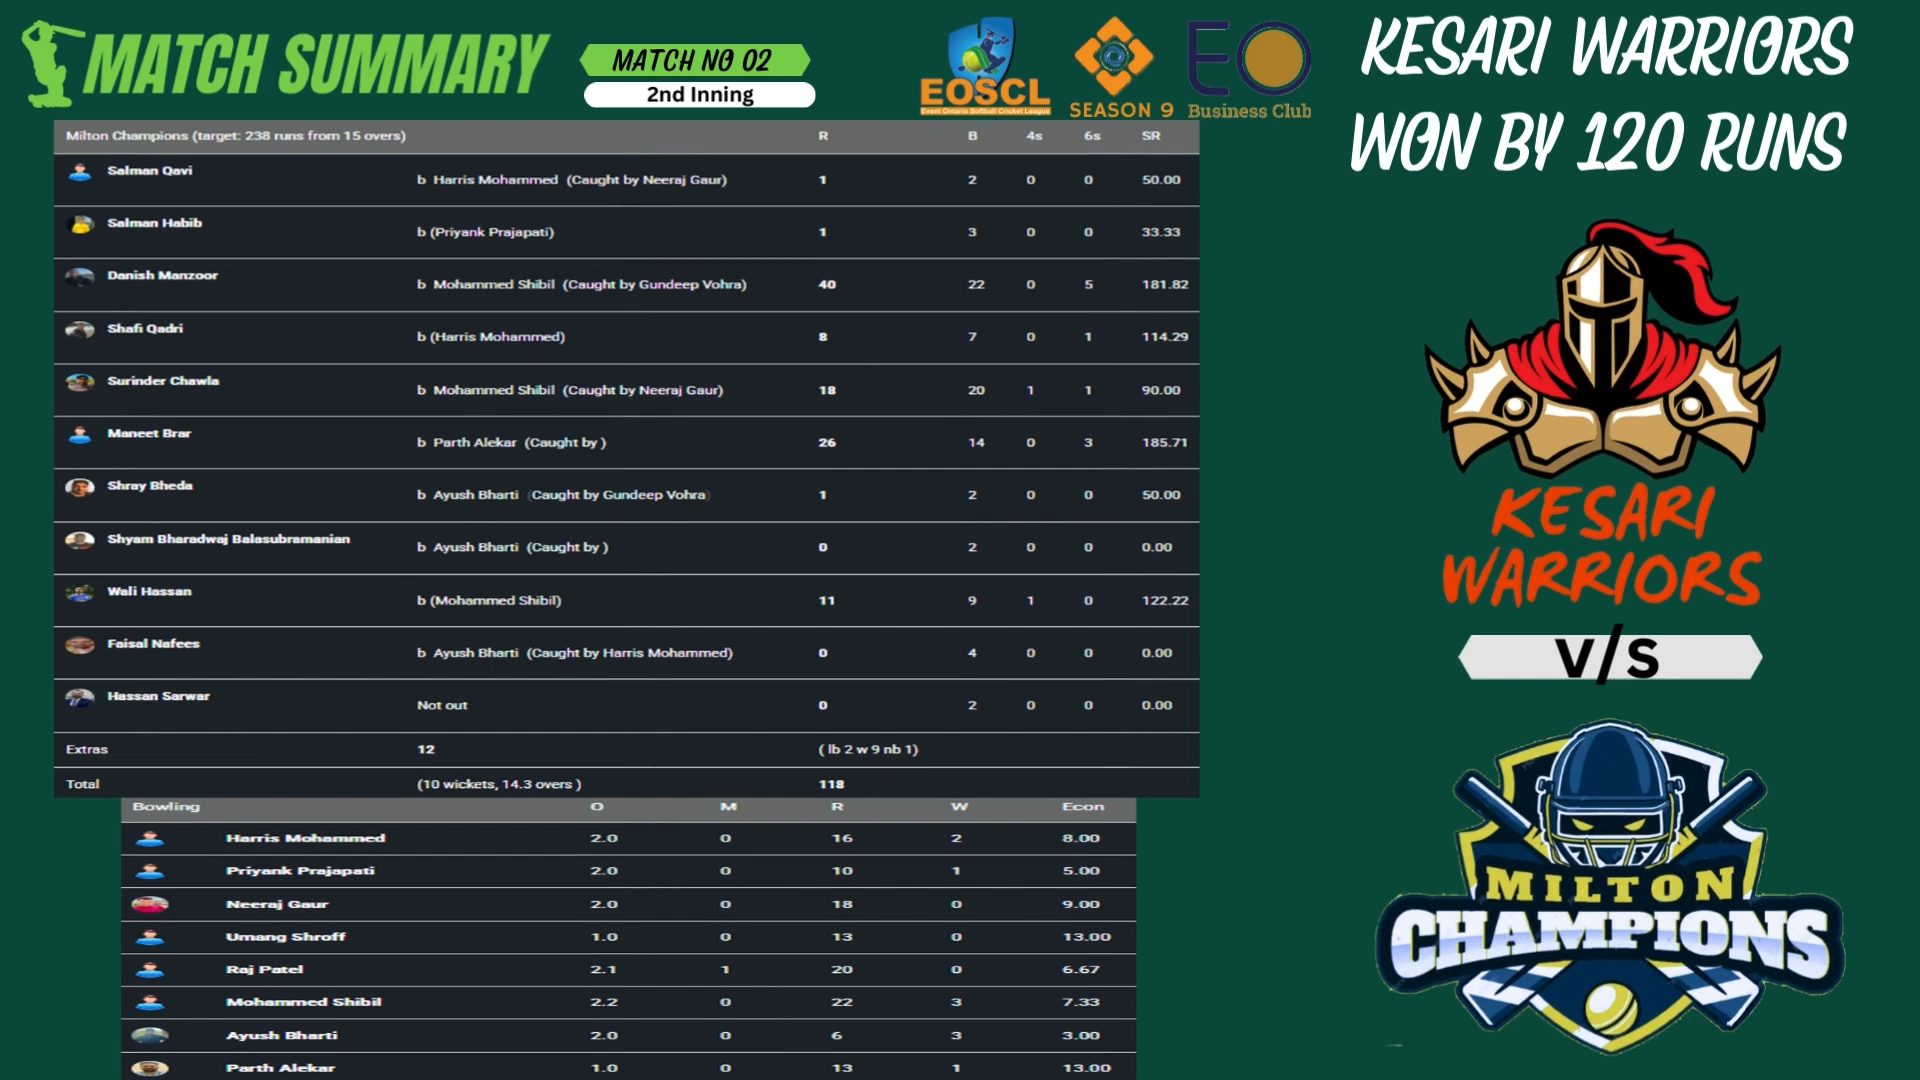 MATCH SUMMARY
MATCH NO 02
2nd Inning
EOSCL
Event Ontario Softball Cricket League
SEASON 9
EO
Business Club
KESARI WARRIORS
WON BY 120 RUNS
Milton Champions (target: 238 runs from 15 overs) R B 4s 6s SR
Salman Qavi b Harris Mohammed (Caught by Neeraj Gaur) 1 2 0 0 50.00
Salman Habib b (Priyank Prajapati) 1 3 0 0 33.33
Danish Manzoor b Mohammed Shibil (Caught by Gundeep Vohra) 40 22 0 5 181.82
Shafi Qadri b (Harris Mohammed) 8 7 0 1 114.29
Surinder Chawla b Mohammed Shibil (Caught by Neeraj Gaur) 18 20 1 1 90.00
Maneet Brar b Parth Alekar (Caught by ) 26 14 0 3 185.71
Shray Bheda b Ayush Bharti (Caught by Gundeep Vohra) 1 2 0 0 50.00
Shyam Bharadwaj Balasubramanian b Ayush Bharti (Caught by ) 0 2 0 0 0.00
Wali Hassan b (Mohammed Shibil) 11 9 1 0 122.22
Faisal Nafees b Ayush Bharti (Caught by Harris Mohammed) 0 4 0 0 0.00
Hassan Sarwar Not out 0 2 0 0 0.00
Extras 12 ( lb 2 w 9 nb 1)
Total (10 wickets, 14.3 overs ) 118
Bowling O M R W Econ
Harris Mohammed 2.0 0 16 2 8.00
Priyank Prajapati 2.0 0 10 1 5.00
Neeraj Gaur 2.0 0 18 0 9.00
Umang Shroff 1.0 0 13 0 13.00
Raj Patel 2.1 1 20 0 6.67
Mohammed Shibil 2.2 0 22 3 7.33
Ayush Bharti 2.0 0 6 3 3.00
Parth Alekar 1.0 0 13 1 13.00
KESARI
WARRIORS
V/S
MILTON
CHAMPIONS